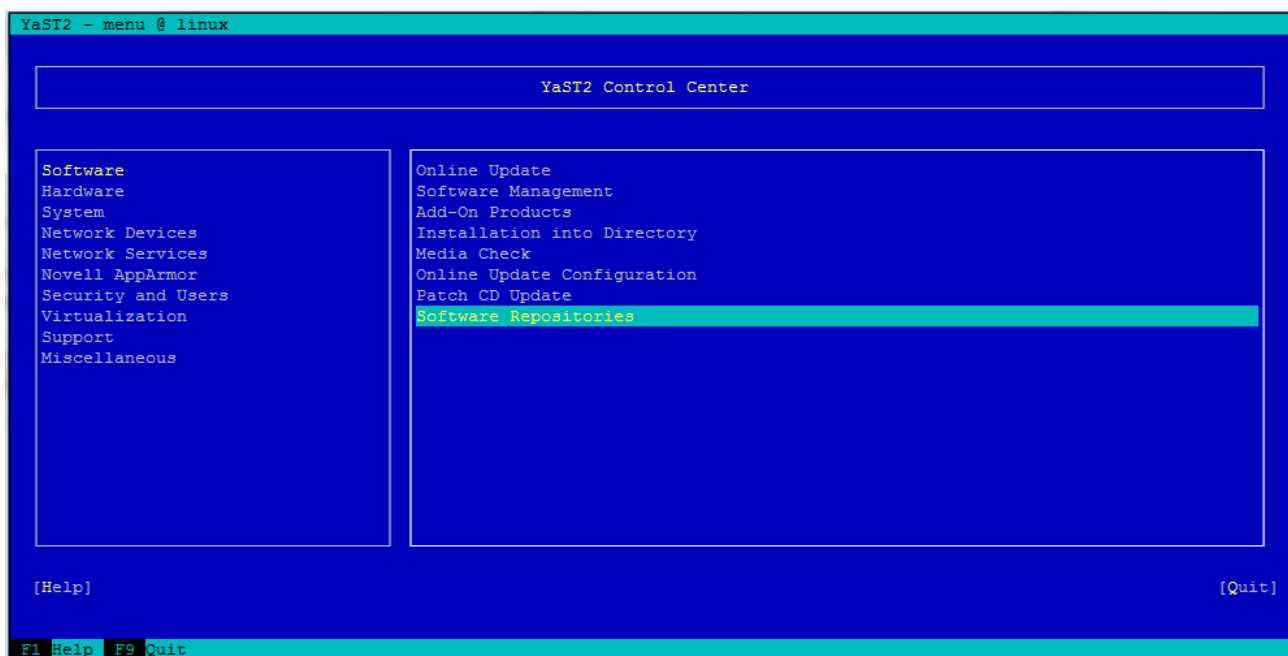 YaST2 - menu @ linux
YaST2 Control Center
Software
Hardware
System
Network Devices
Network Services
Novell AppArmor
Security and Users
Virtualization
Support
Miscellaneous
Online Update
Software Management
Add-On Products
Installation into Directory
Media Check
Online Update Configuration
Patch CD Update
Software Repositories
[Help] [Quit]
F1 Help F9 Quit